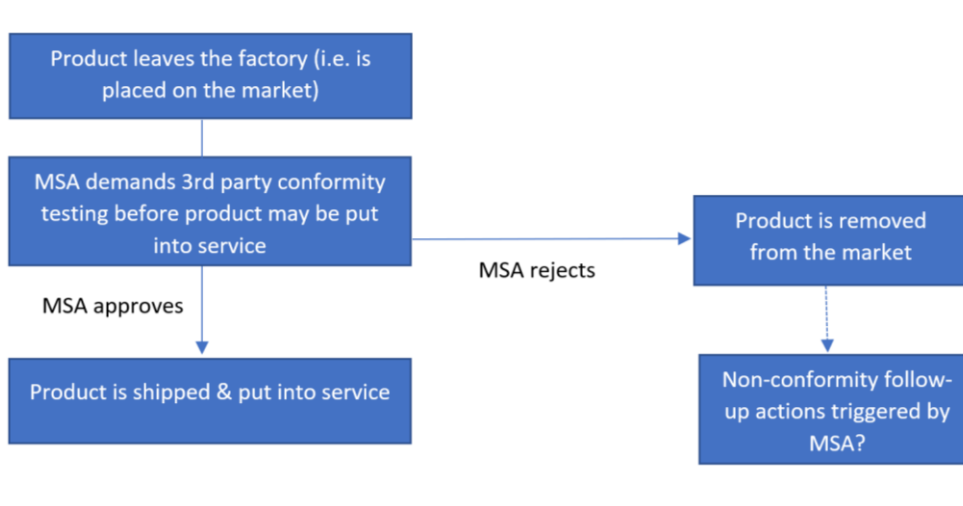 Product leaves the factory (i.e. is
placed on the market)
MSA demands 3rd party conformity
testing before product may be put
into service
MSA rejects
Product is removed
from the market
MSA approves
Product is shipped & put into service
Non-conformity follow-
up actions triggered by
MSA?